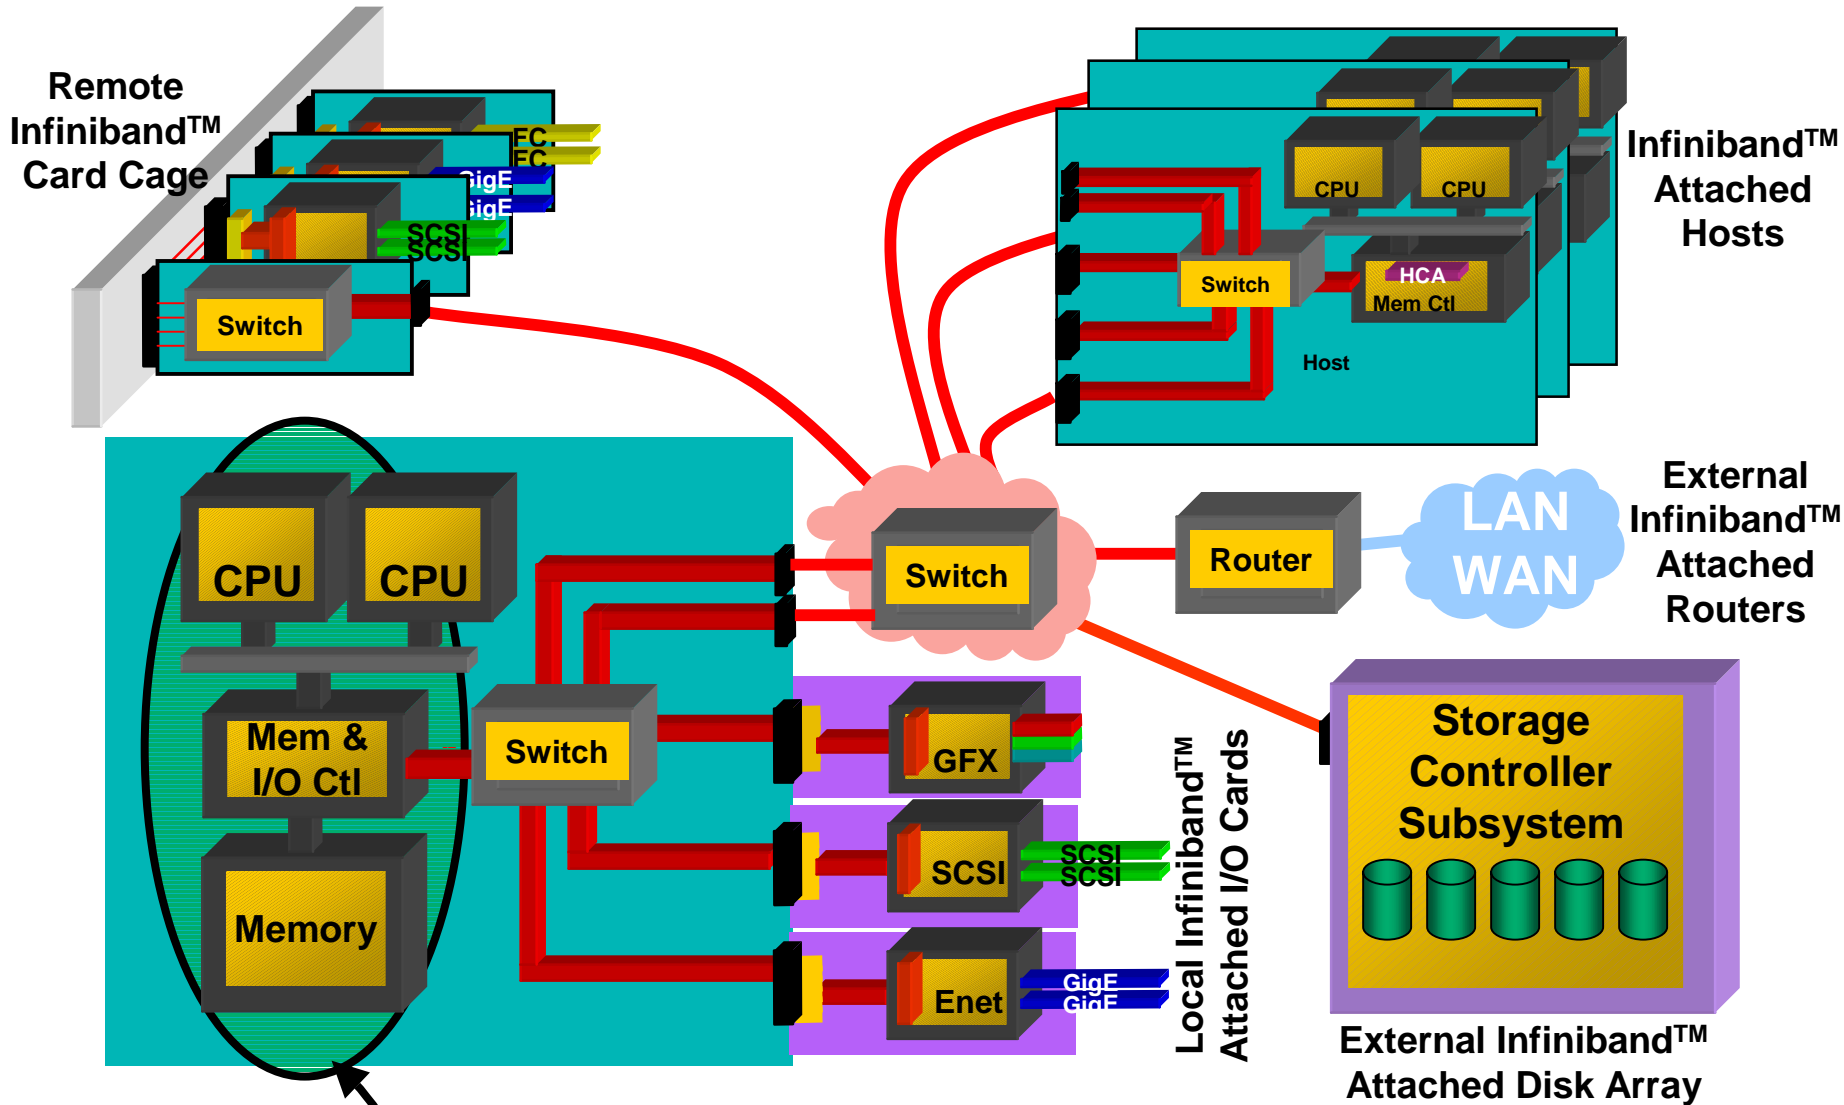 Remote
Infiniband™
Card Cage
FC
FC
GigE
GigE
SCSI
SCSI
Switch
CPU
CPU
HCA
Mem Ctl
Switch
Host
Infiniband™
Attached
Hosts
CPU
CPU
Mem &
I/O Ctl
Memory
Switch
Switch
Router
LAN
WAN
External
Infiniband™
Attached
Routers
GFX
SCSI
SCSI
SCSI
Enet
GigE
GigE
Local Infiniband™
Attached I/O Cards
Storage
Controller
Subsystem
External Infiniband™
Attached Disk Array